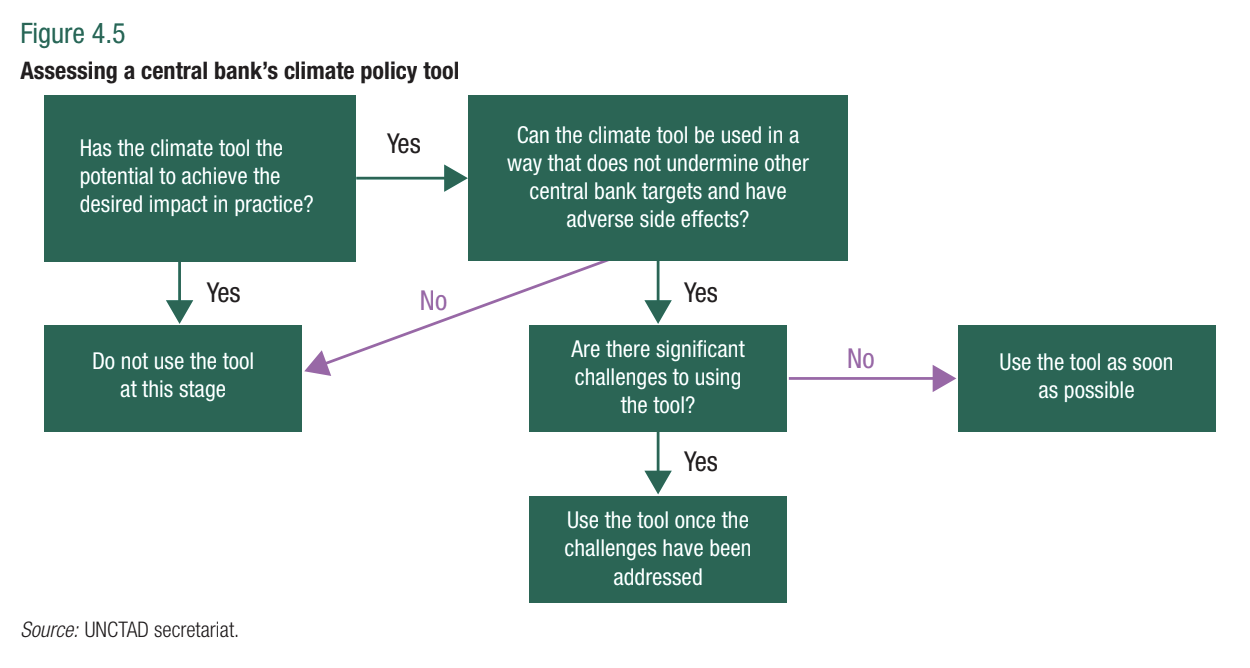 Figure 4.5
Assessing a central bank's climate policy tool
Has the climate tool the
potential to achieve the
desired impact in practice?
Yes
Can the climate tool be used in a
way that does not undermine other
central bank targets and have
adverse side effects?
Yes
No
Yes
Do not use the tool
at this stage
Are there significant
challenges to using
the tool?
No
Use the tool as soon
as possible
Yes
Use the tool once the
challenges have been
addressed
Source: UNCTAD secretariat.